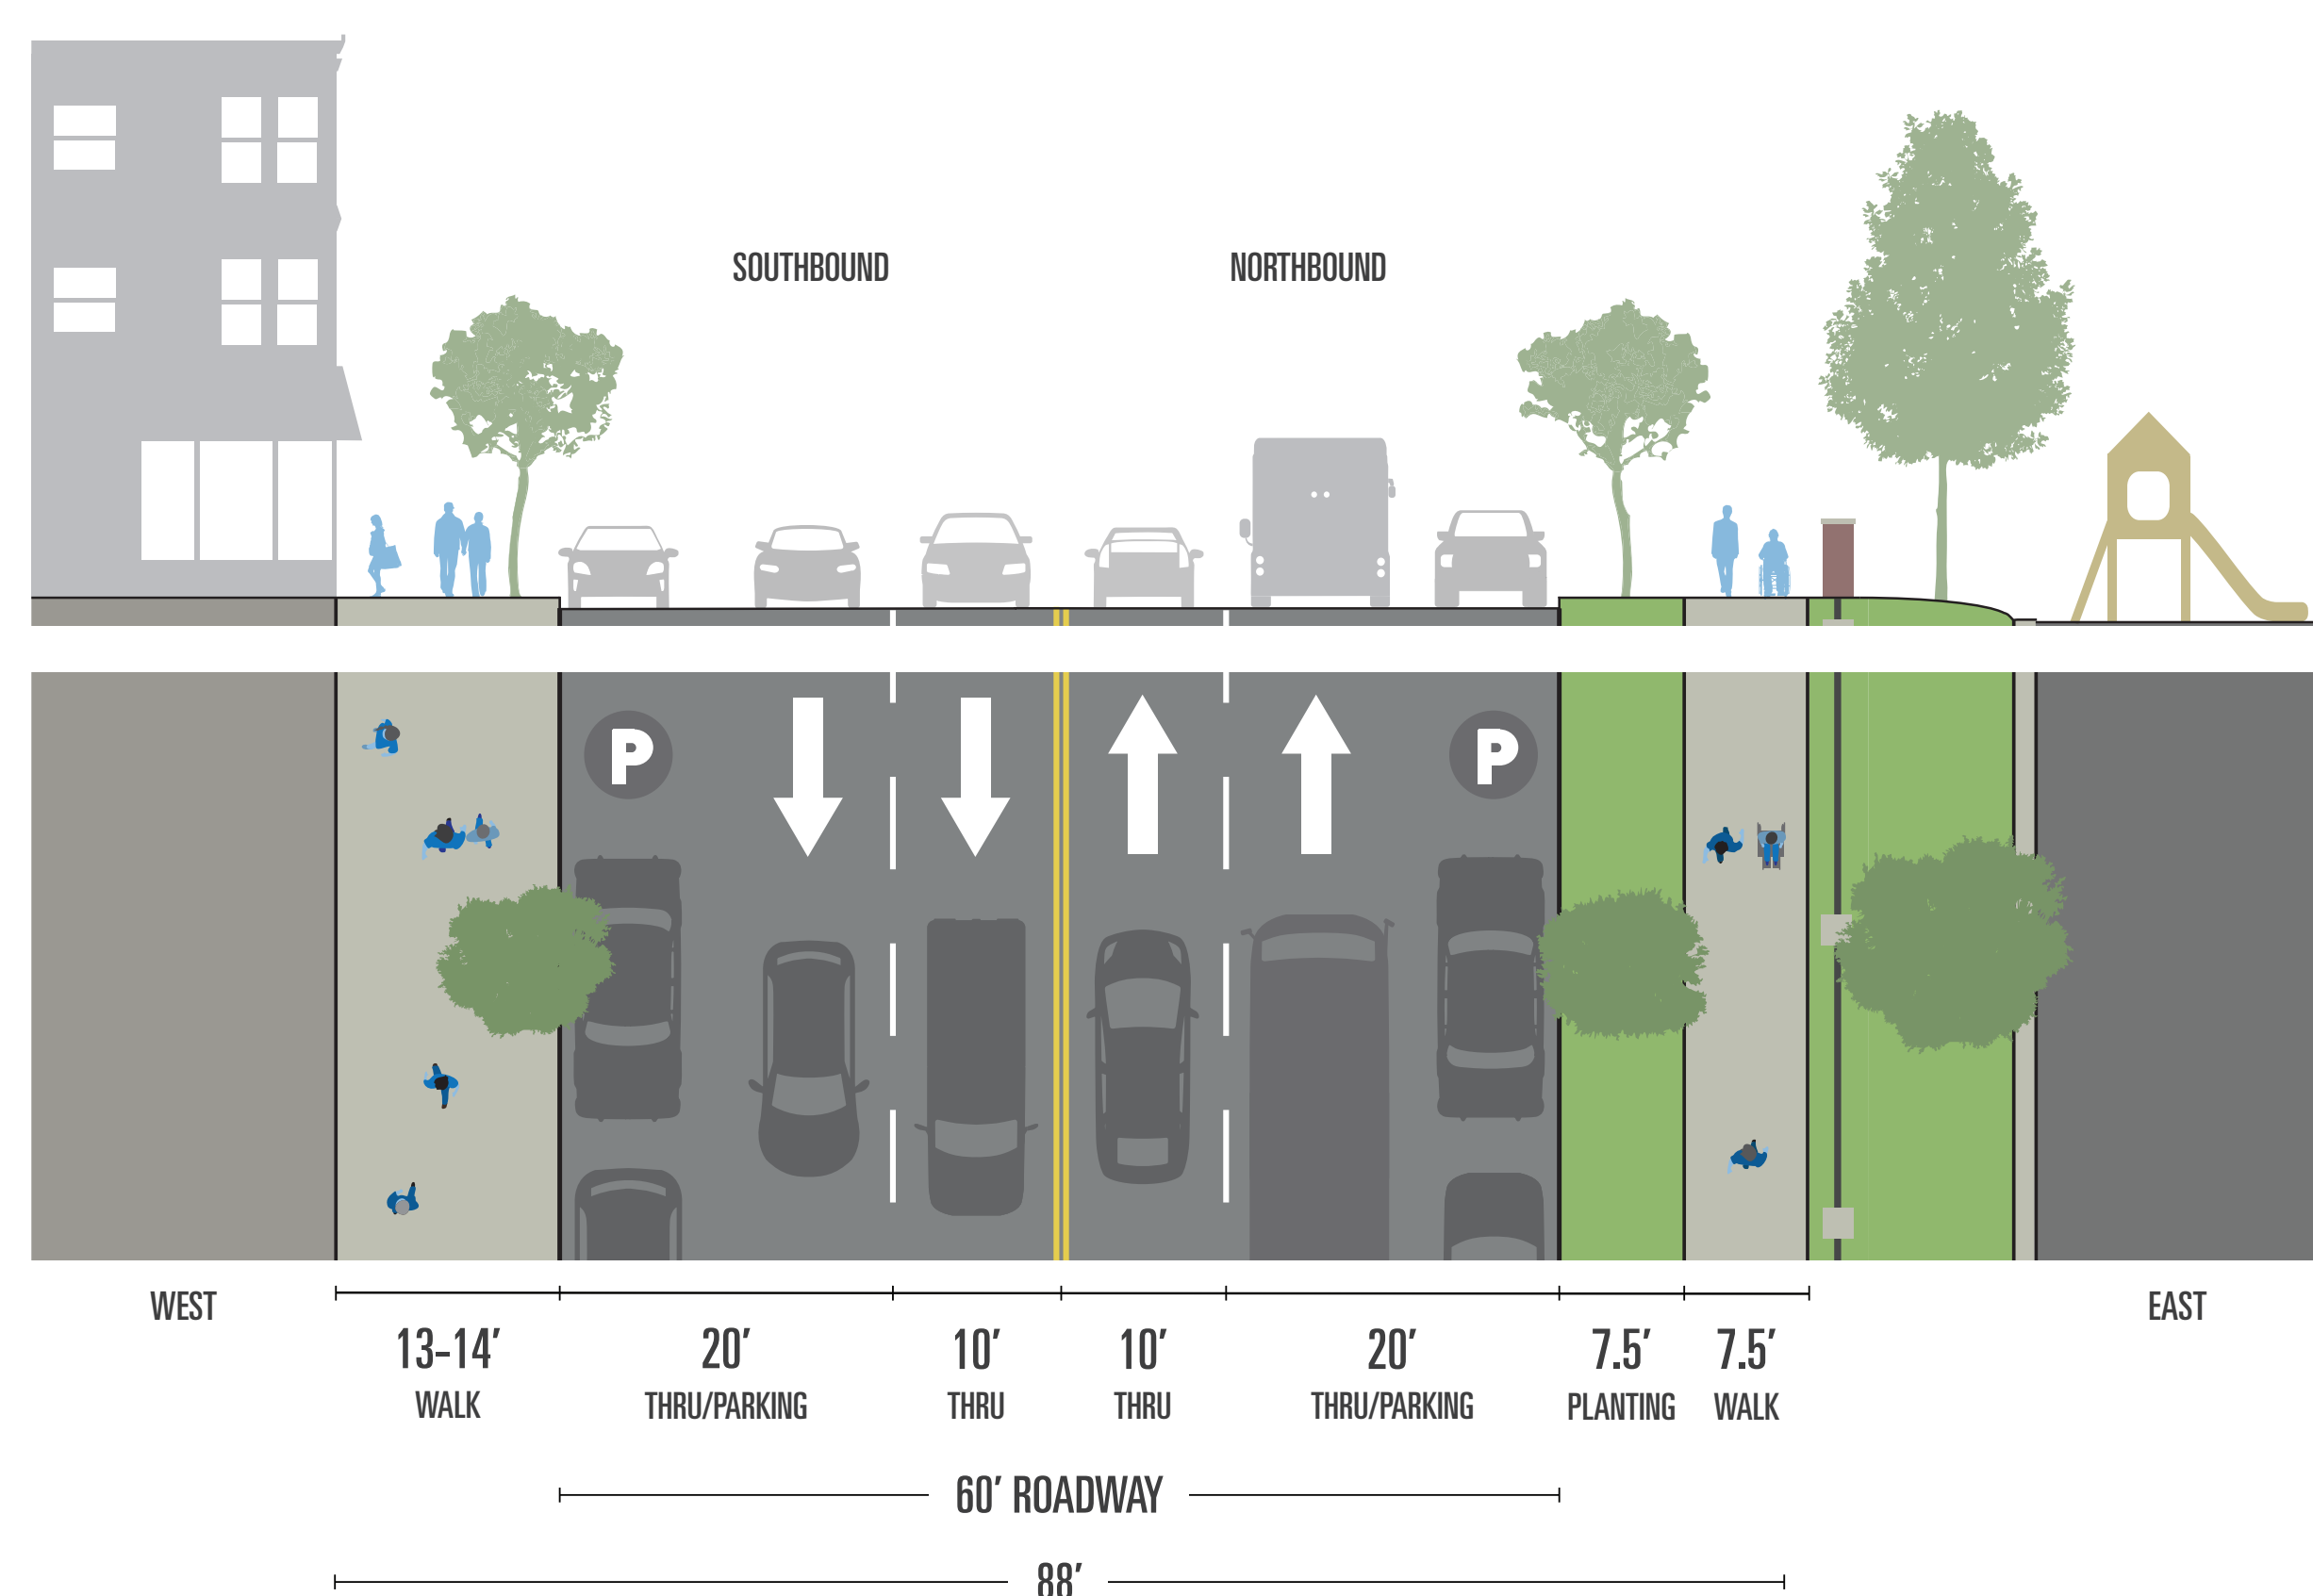 SOUTHBOUND NORTHBOUND
P P
WEST EAST
13-14' 20' 10' 10' 20' 7.5' 7.5'
WALK THRU/PARKING THRU THRU THRU/PARKING PLANTING WALK
60' ROADWAY
88'